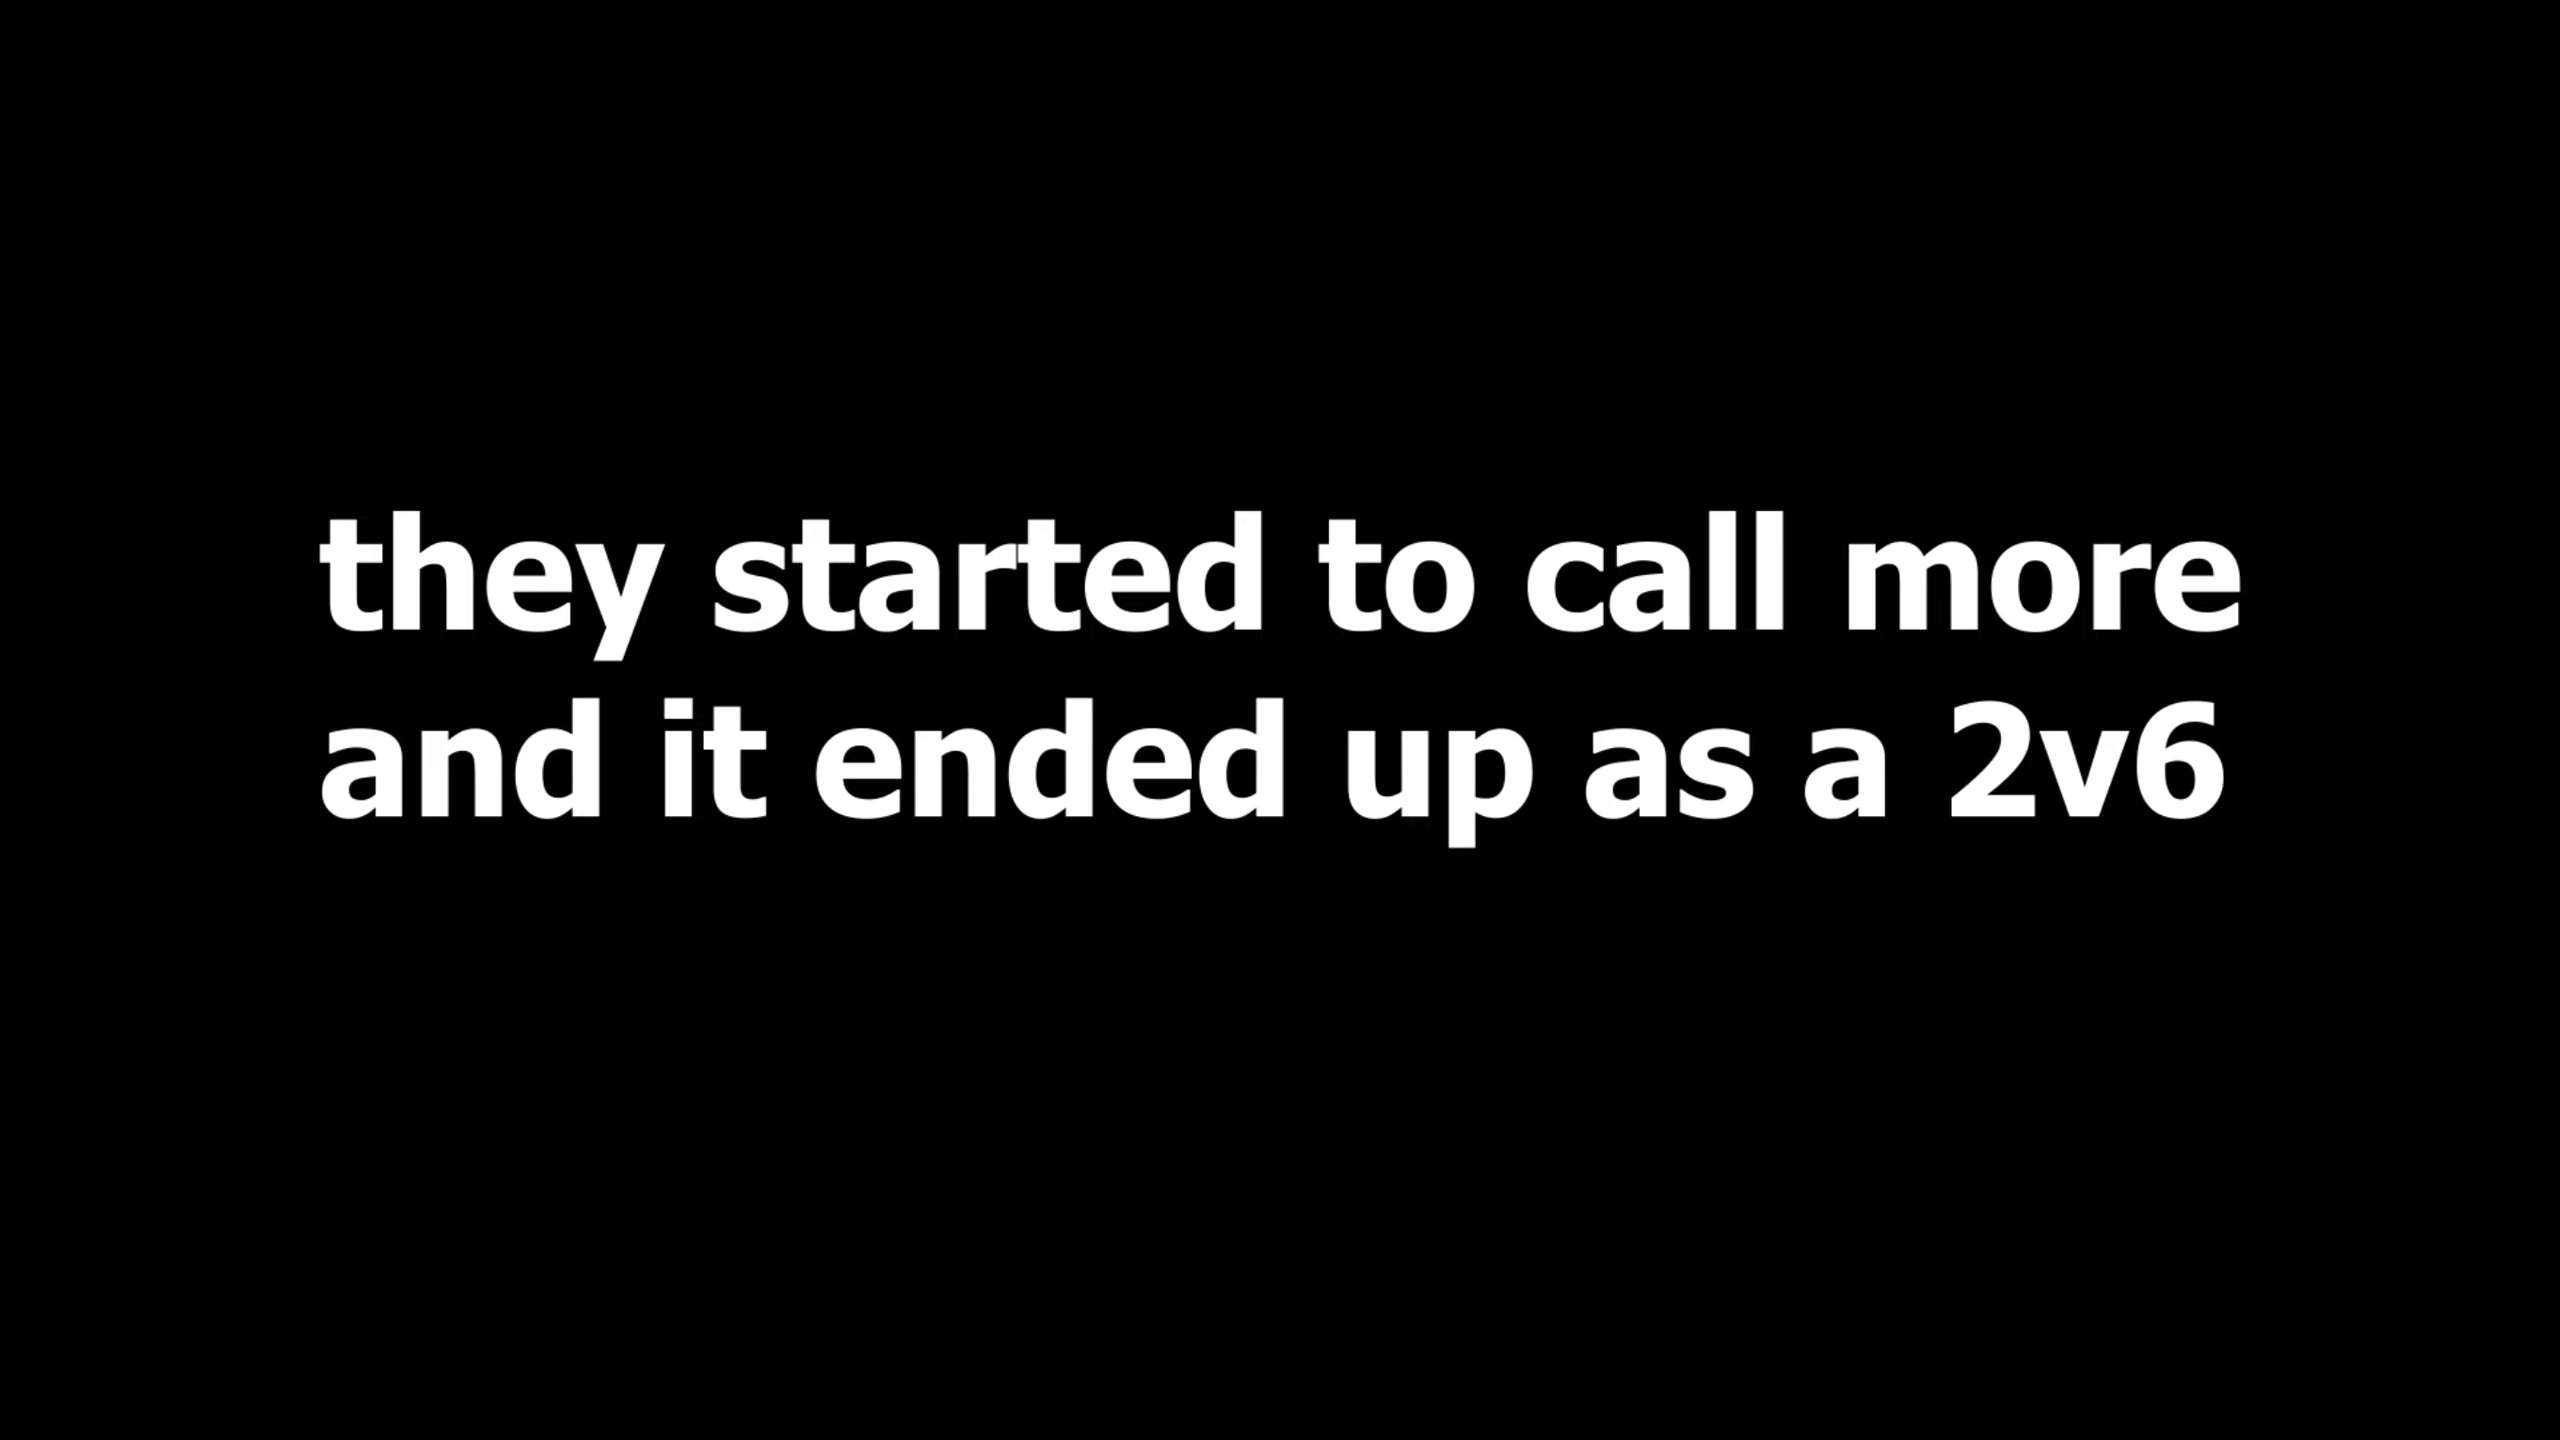 they started to call more
and it ended up as a 2v6